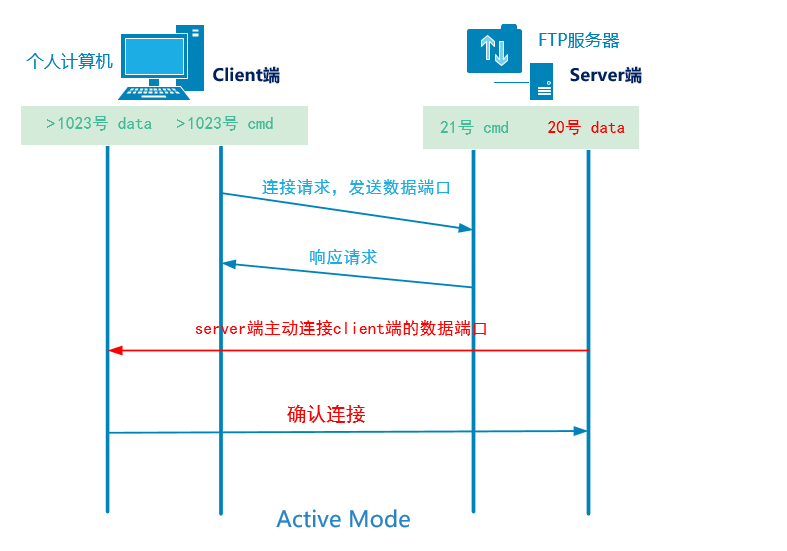 个人计算机
Client端
FTP服务器
Server端
>1023号 data
>1023号 cmd
21号 cmd
20号 data
连接请求，发送数据端口
响应请求
server端主动连接client端的数据端口
确认连接
Active Mode